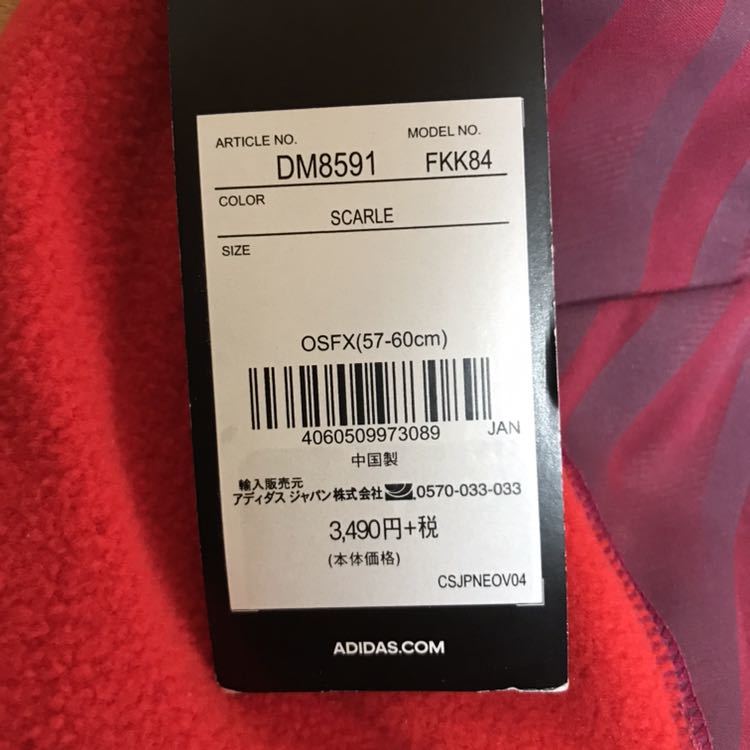 ARTICLE NO. MODEL NO.
DM8591 FKK84
COLOR
SCARLE
SIZE
OSFX(57-60cm)
4060509973089 JAN
中国製
輸入販売元
アディダス ジャパン株式会社 0570-033-033
3,490円+税
(本体価格)
CSJPNEOV04
ADIDAS.COM